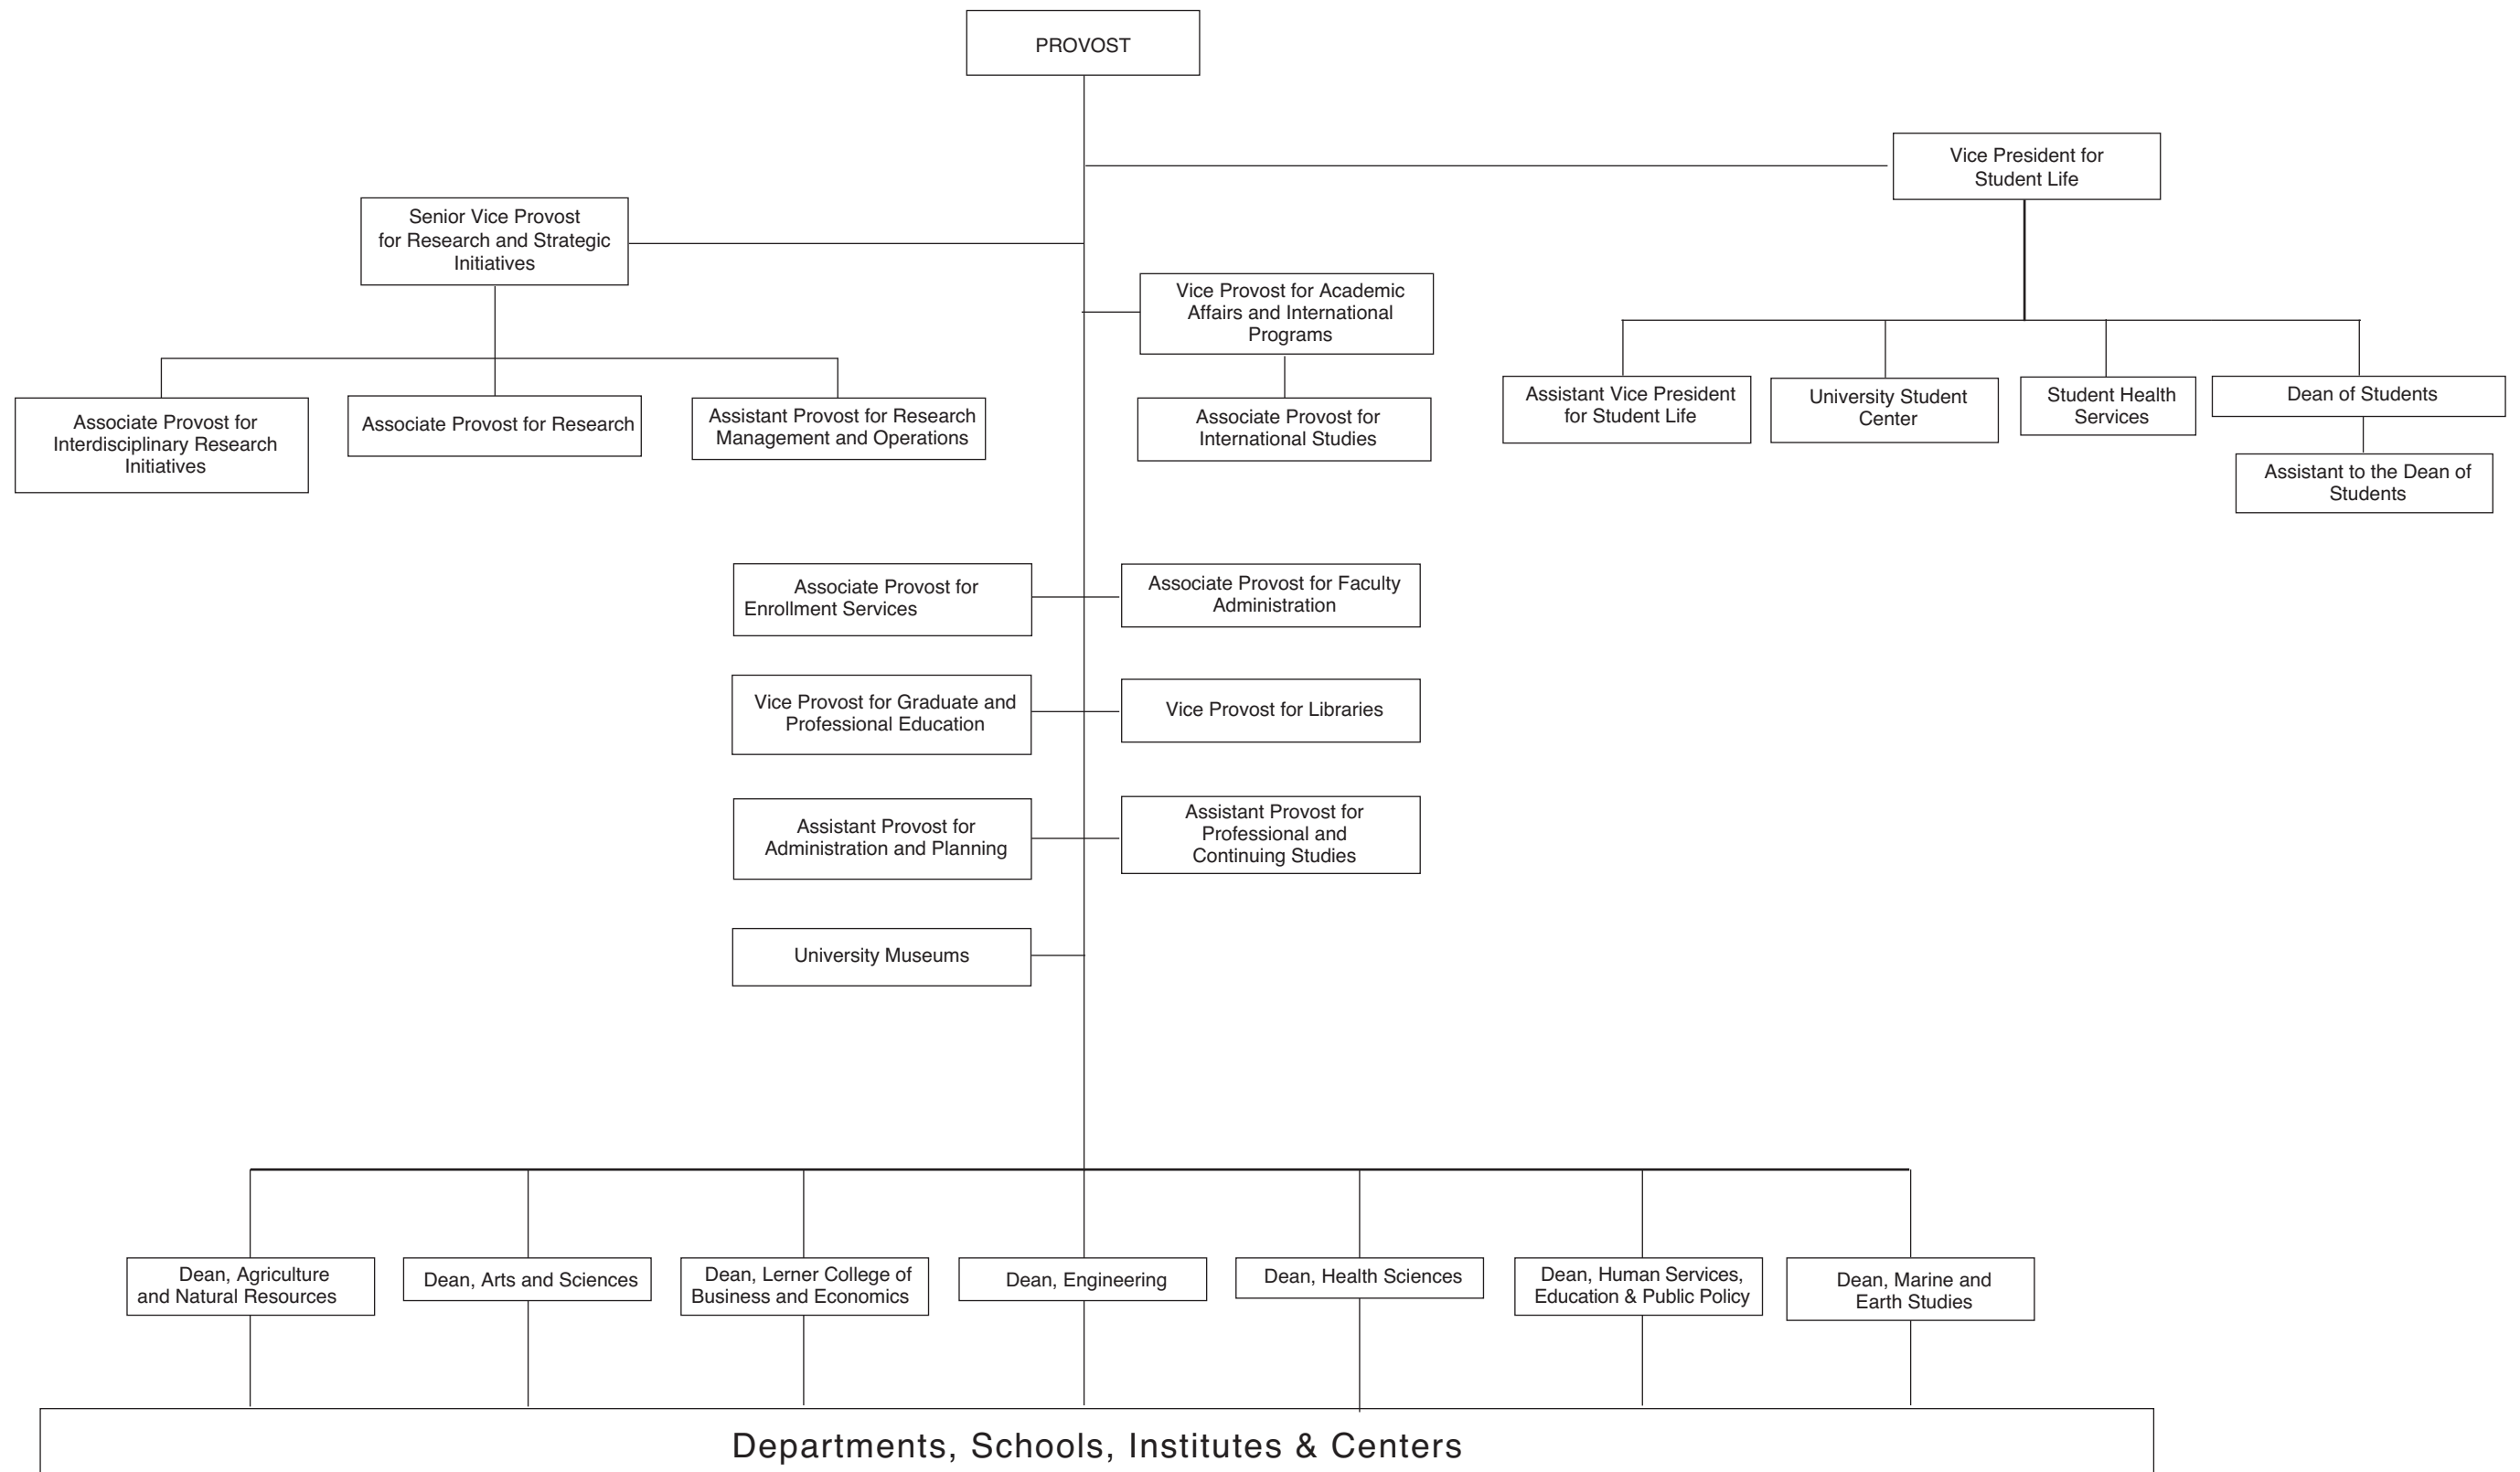 PROVOST
Vice President for
Student Life
Senior Vice Provost
for Research and Strategic
Initiatives
Vice Provost for Academic
Affairs and International
Programs
Associate Provost for
Interdisciplinary Research
Initiatives
Associate Provost for Research
Assistant Provost for Research
Management and Operations
Associate Provost for
International Studies
Assistant Vice President
for Student Life
University Student
Center
Student Health
Services
Dean of Students
Assistant to the Dean of
Students
Associate Provost for
Enrollment Services
Associate Provost for Faculty
Administration
Vice Provost for Graduate and
Professional Education
Vice Provost for Libraries
Assistant Provost for
Administration and Planning
Assistant Provost for
Professional and
Continuing Studies
University Museums
Dean, Agriculture
and Natural Resources
Dean, Arts and Sciences
Dean, Lerner College of
Business and Economics
Dean, Engineering
Dean, Health Sciences
Dean, Human Services,
Education & Public Policy
Dean, Marine and
Earth Studies
Departments, Schools, Institutes & Centers